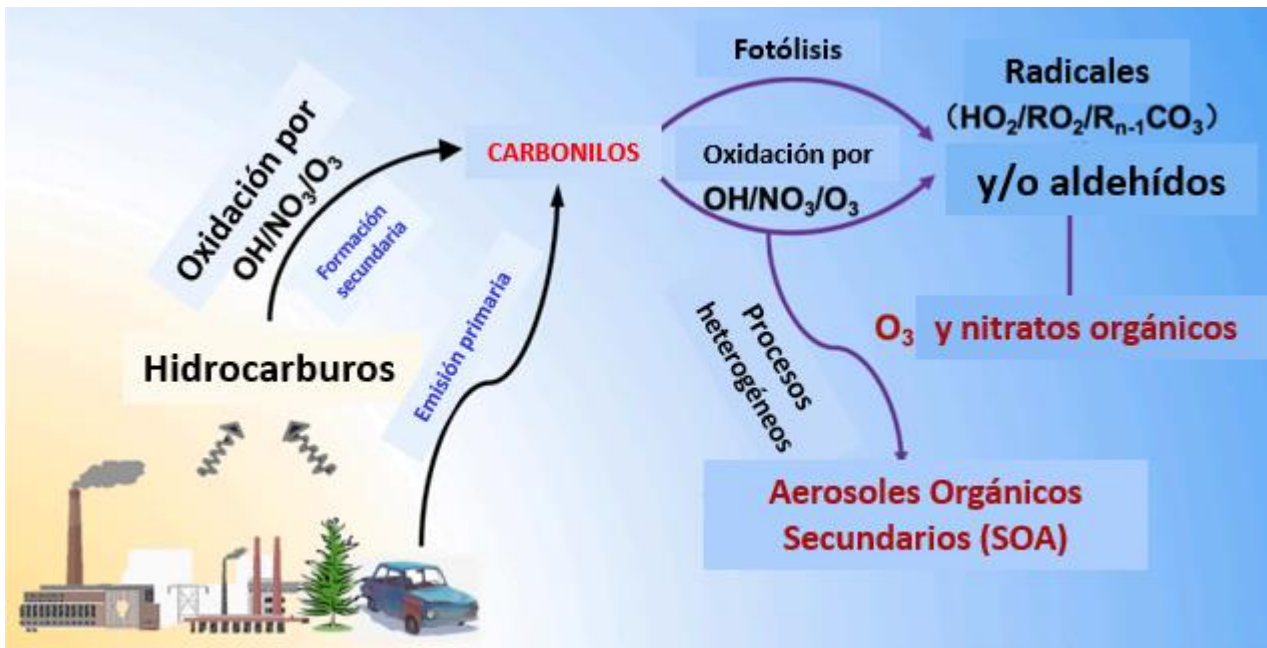 Fotólisis
Radicales
(HO₂/RO₂/Rₙ₋₁CO₃)
Oxidación por
OH/NO₃/O₃
CARBONILOS
Oxidación por
OH/NO₃/O₃
y/o aldehídos
Formación
secundaria
Emisión primaria
Hidrocarburos
Procesos
heterogéneos
O₃ y nitratos orgánicos
Aerosoles Orgánicos
Secundarios (SOA)